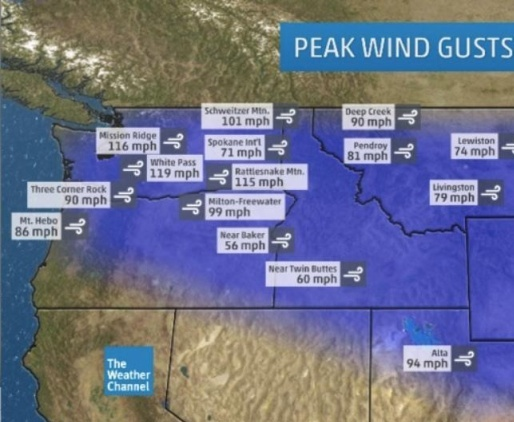 PEAK WIND GUSTS
Schweitzer Mtn.
101 mph
Deep Creek
90 mph
Mission Ridge
116 mph
Spokane Int'l
71 mph
Pendroy
81 mph
Lewiston
74 mph
White Pass
119 mph
Rattlesnake Mtn.
115 mph
Three Corner Rock
90 mph
Livingston
79 mph
Milton-Freewater
99 mph
Mt. Hebo
86 mph
Near Baker
56 mph
Near Twin Buttes
60 mph
Alta
94 mph
The
Weather
Channel